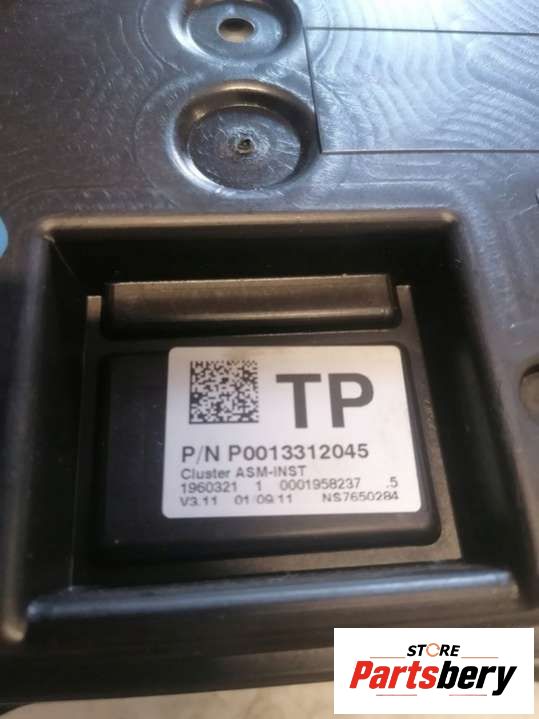 TP
P/N P0013312045
Cluster ASM-INST
1960321 1 0001958237 .5
V3.11 01/09.11 NS7650284
STORE
Partsbery